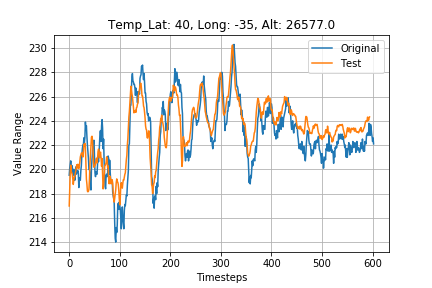 Temp_Lat: 40, Long: -35, Alt: 26577.0
Original
Test
Value Range
230
228
226
224
222
220
218
216
214
0 100 200 300 400 500 600
Timesteps